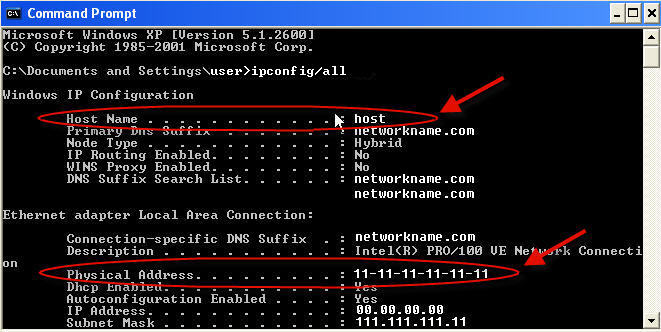 Command Prompt
Microsoft Windows XP [Version 5.1.2600]
(C) Copyright 1985-2001 Microsoft Corp.
C:\Documents and Settings\user>ipconfig/all
Windows IP Configuration
Host Name . . . . . . . . . . . . : host
Primary Dns Suffix . . . . . . . : networkname.com
Node Type . . . . . . . . . . . . : Hybrid
IP Routing Enabled. . . . . . . . : No
WINS Proxy Enabled. . . . . . . . : No
DNS Suffix Search List. . . . . . : networkname.com
networkname.com
Ethernet adapter Local Area Connection:
Connection-specific DNS Suffix . : networkname.com
Description . . . . . . . . . . . : Intel(R) PRO/100 VE Network Connecti
on
Physical Address. . . . . . . . . : 11-11-11-11-11-11
Dhcp Enabled. . . . . . . . . . . : Yes
Autoconfiguration Enabled . . . . : Yes
IP Address. . . . . . . . . . . . : 00.00.00.00
Subnet Mask . . . . . . . . . . . : 111.111.111.11